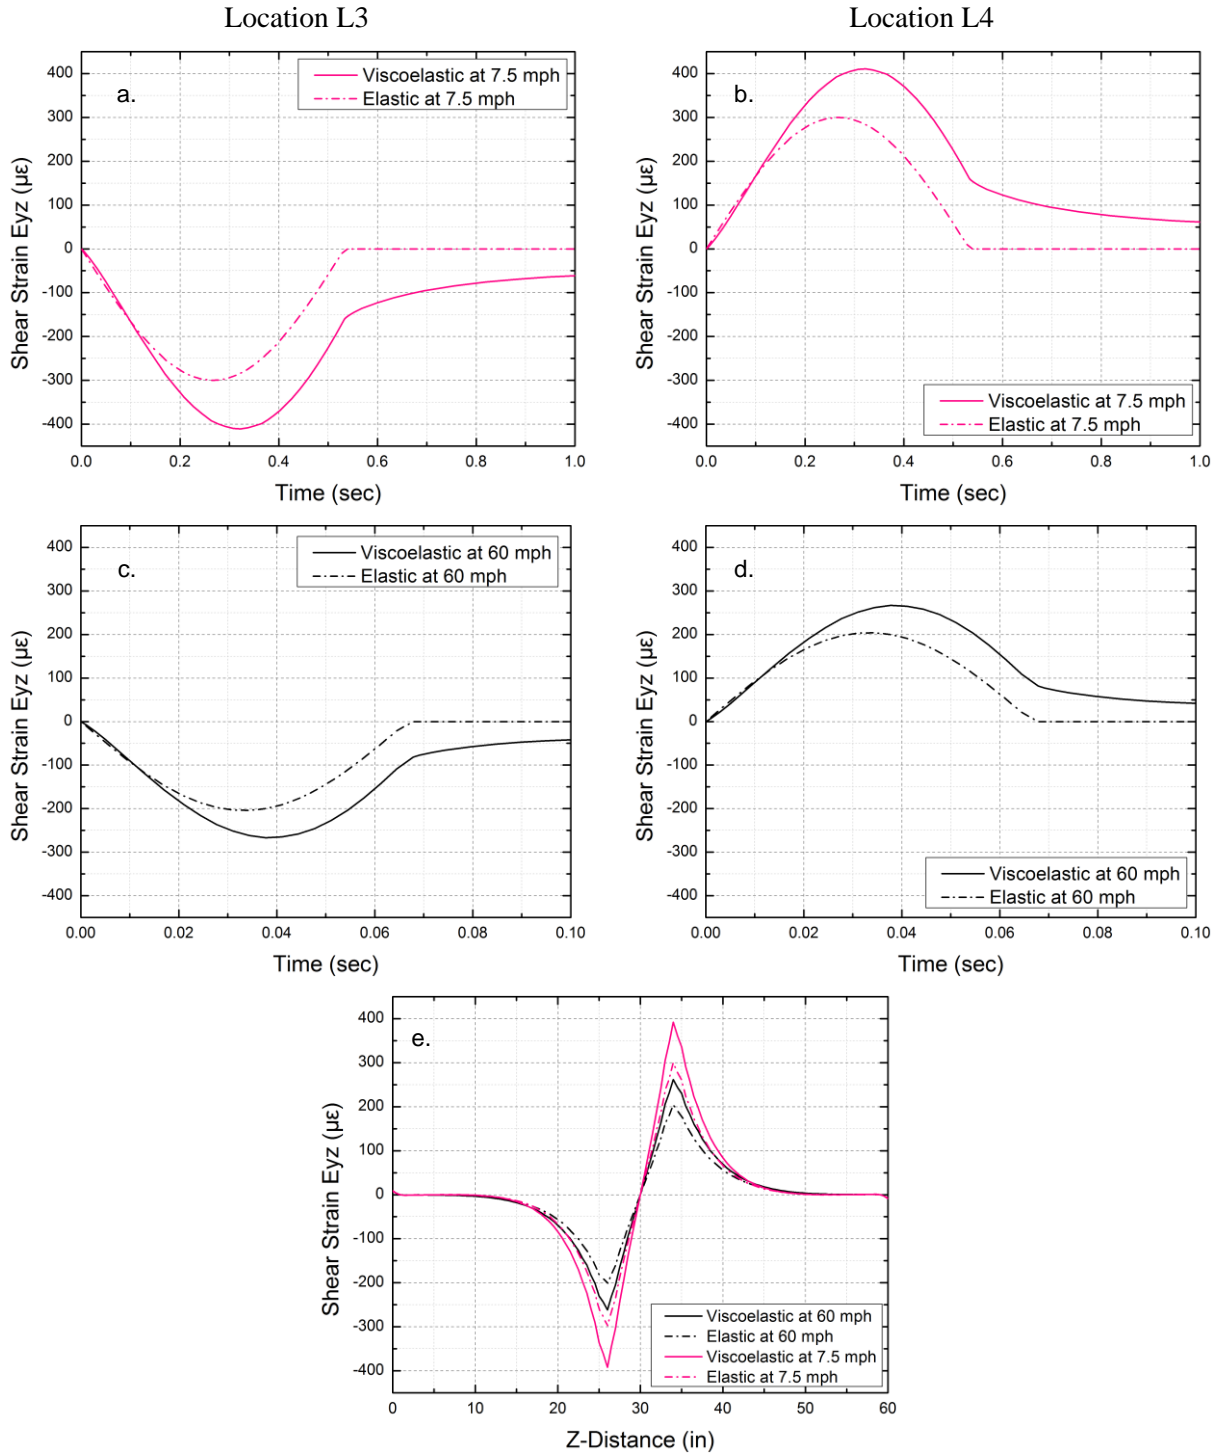 Location L3
Location L4
a.
Viscoelastic at 7.5 mph
Elastic at 7.5 mph
400
300
200
100
0
-100
-200
-300
-400
Shear Strain Eyz (µε)
0.0 0.2 0.4 0.6 0.8 1.0
Time (sec)
b.
Viscoelastic at 7.5 mph
Elastic at 7.5 mph
400
300
200
100
0
-100
-200
-300
-400
Shear Strain Eyz (µε)
0.0 0.2 0.4 0.6 0.8 1.0
Time (sec)
c.
Viscoelastic at 60 mph
Elastic at 60 mph
400
300
200
100
0
-100
-200
-300
-400
Shear Strain Eyz (µε)
0.00 0.02 0.04 0.06 0.08 0.10
Time (sec)
d.
Viscoelastic at 60 mph
Elastic at 60 mph
400
300
200
100
0
-100
-200
-300
-400
Shear Strain Eyz (µε)
0.00 0.02 0.04 0.06 0.08 0.10
Time (sec)
e.
400
300
200
100
0
-100
-200
-300
-400
Shear Strain Eyz (µε)
Viscoelastic at 60 mph
Elastic at 60 mph
Viscoelastic at 7.5 mph
Elastic at 7.5 mph
0 10 20 30 40 50 60
Z-Distance (in)